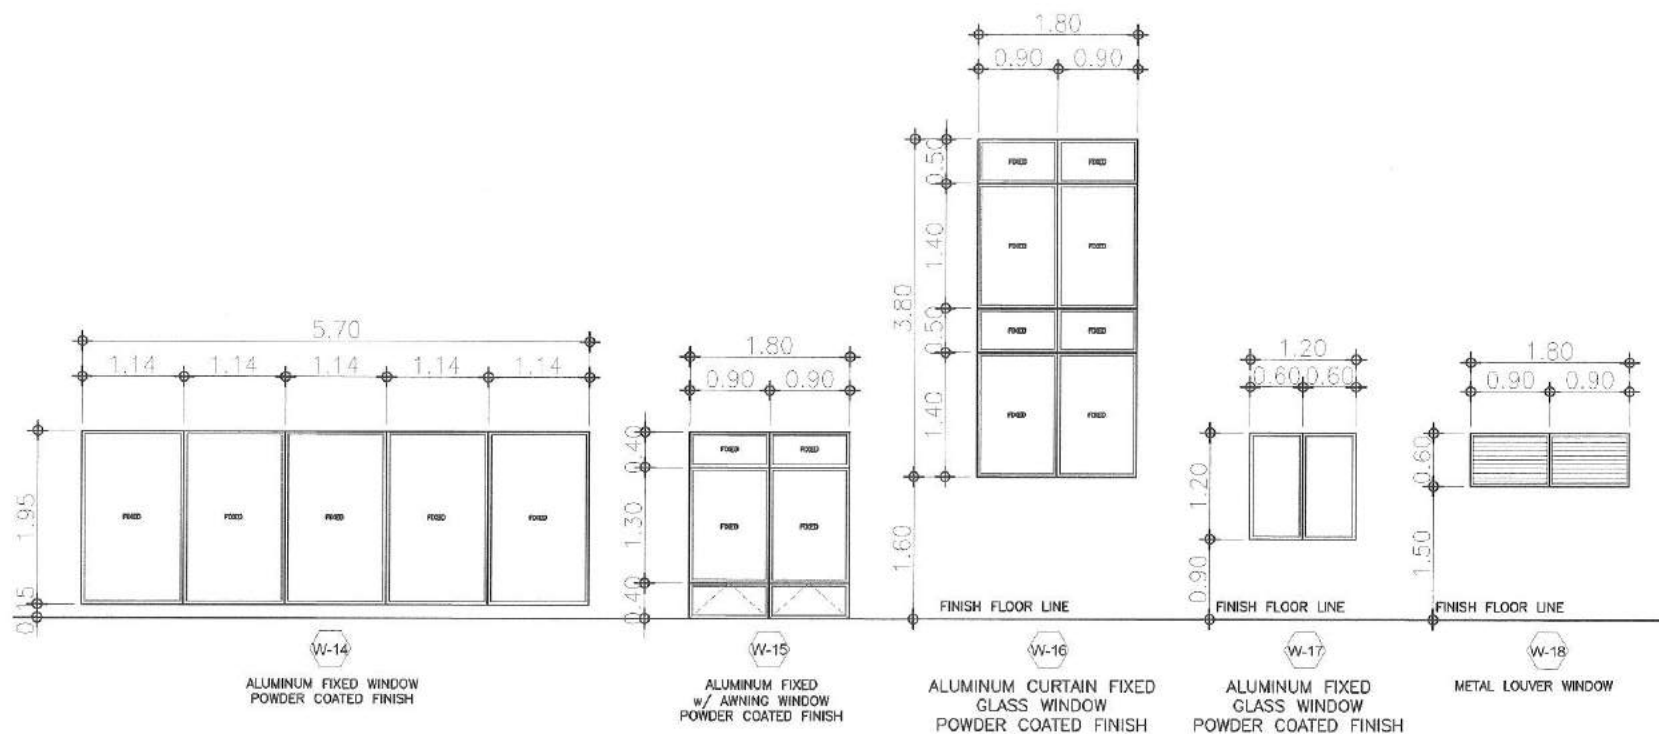 5.70
1.14 1.14 1.14 1.14 1.14
1.95
0.15
FIXED FIXED FIXED FIXED FIXED
W-14
ALUMINUM FIXED WINDOW
POWDER COATED FINISH
1.80
0.90 0.90
0.40
1.30
0.40
FIXED FIXED
FIXED FIXED
W-15
ALUMINUM FIXED
w/ AWNING WINDOW
POWDER COATED FINISH
1.80
0.90 0.90
0.50
1.40
0.50
1.40
3.80
1.60
FIXED FIXED
FIXED FIXED
FIXED FIXED
FIXED FIXED
FINISH FLOOR LINE
W-16
ALUMINUM CURTAIN FIXED
GLASS WINDOW
POWDER COATED FINISH
1.20
0.60 0.60
1.20
0.90
FINISH FLOOR LINE
W-17
ALUMINUM FIXED
GLASS WINDOW
POWDER COATED FINISH
1.80
0.90 0.90
0.60
1.50
FINISH FLOOR LINE
W-18
METAL LOUVER WINDOW